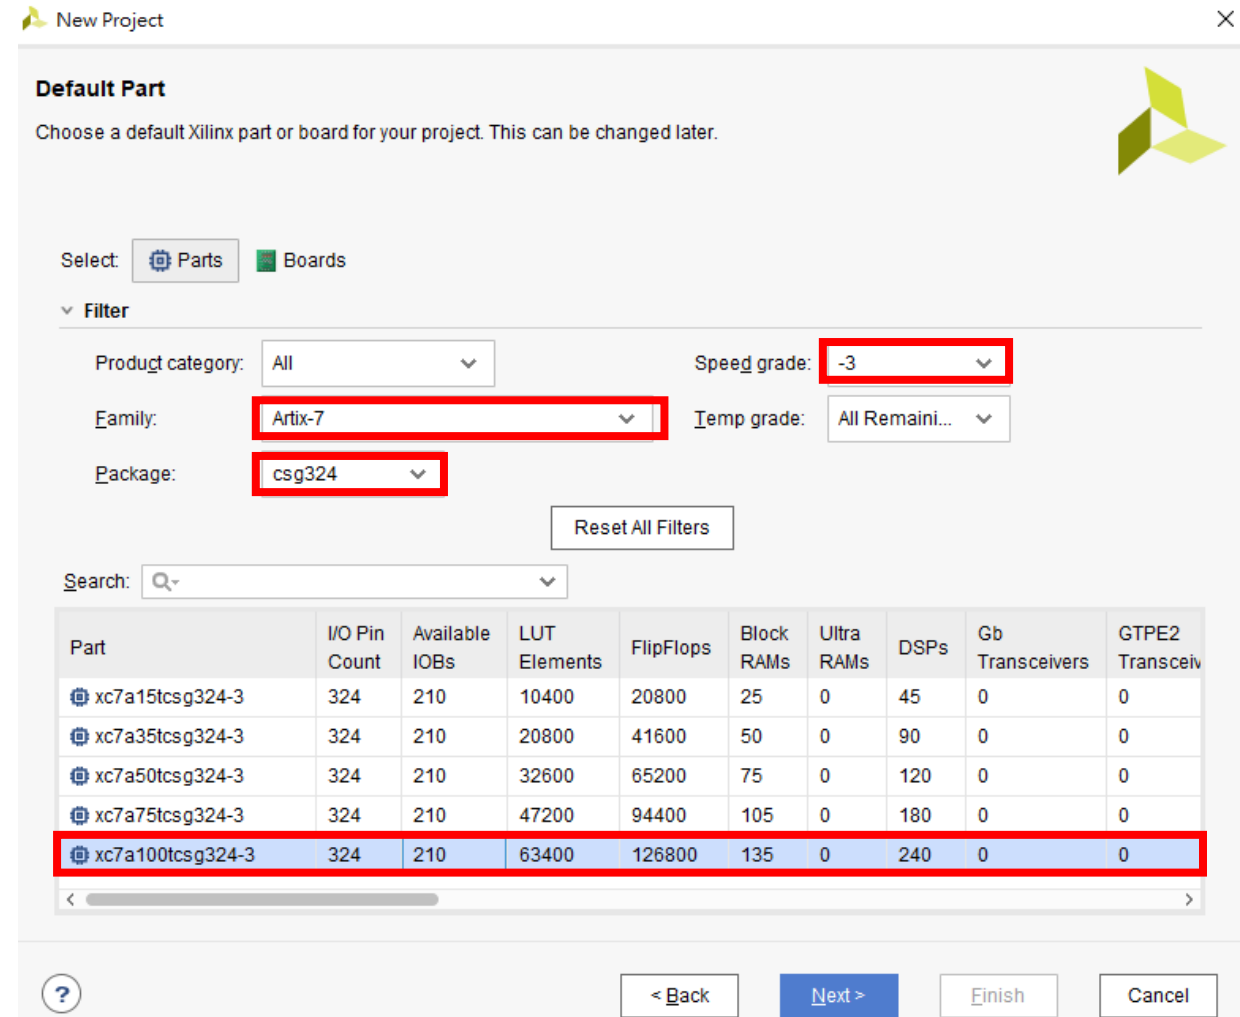 New Project
Default Part
Choose a default Xilinx part or board for your project. This can be changed later.
Select: Parts Boards
Filter
Product category: All Speed grade: -3
Family: Artix-7 Temp grade: All Remaini...
Package: csg324
Reset All Filters
Search:
Part I/O Pin Count Available IOBs LUT Elements FlipFlops Block RAMs Ultra RAMs DSPs Gb Transceivers GTPE2 Transceiv
xc7a15tcsg324-3 324 210 10400 20800 25 0 45 0 0
xc7a35tcsg324-3 324 210 20800 41600 50 0 90 0 0
xc7a50tcsg324-3 324 210 32600 65200 75 0 120 0 0
xc7a75tcsg324-3 324 210 47200 94400 105 0 180 0 0
xc7a100tcsg324-3 324 210 63400 126800 135 0 240 0 0
? < Back Next > Finish Cancel